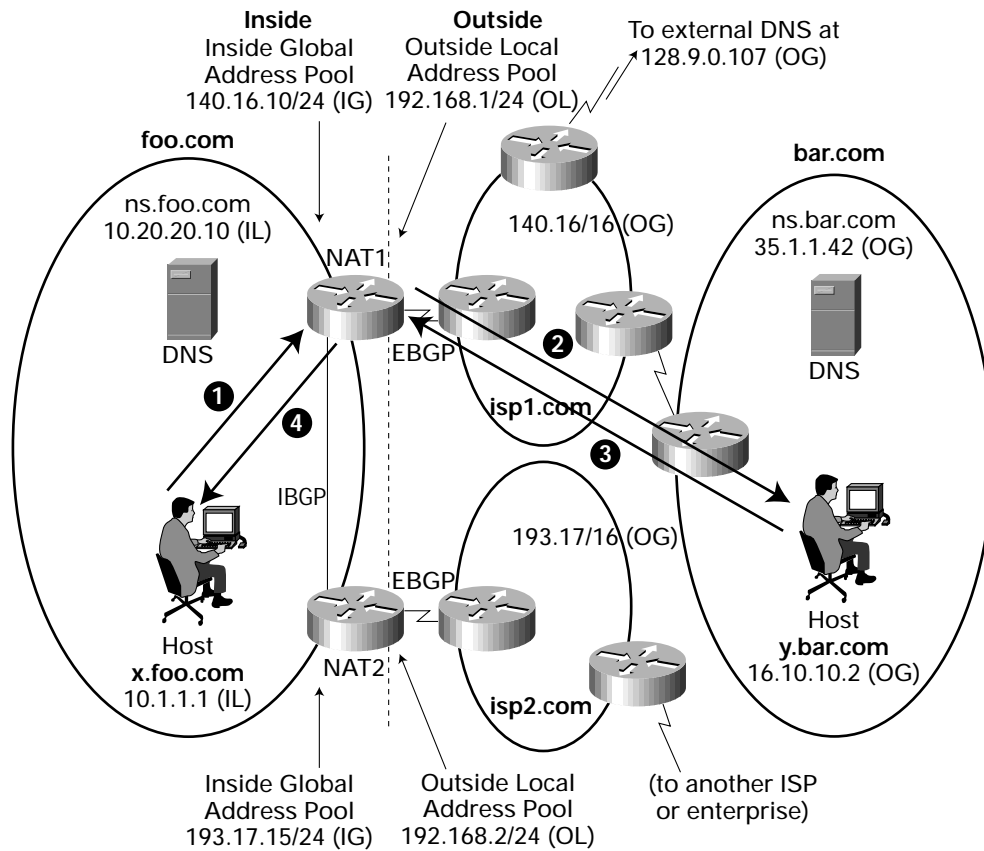 Inside
Inside Global
Address Pool
140.16.10/24 (IG)
Outside
Outside Local
Address Pool
192.168.1/24 (OL)
To external DNS at
128.9.0.107 (OG)
foo.com
bar.com
ns.foo.com
10.20.20.10 (IL)
DNS
NAT1
140.16/16 (OG)
ns.bar.com
35.1.1.42 (OG)
DNS
EBGP
1
2
3
4
isp1.com
IBGP
193.17/16 (OG)
EBGP
Host
x.foo.com
10.1.1.1 (IL)
NAT2
isp2.com
Host
y.bar.com
16.10.10.2 (OG)
Inside Global
Address Pool
193.17.15/24 (IG)
Outside Local
Address Pool
192.168.2/24 (OL)
(to another ISP
or enterprise)